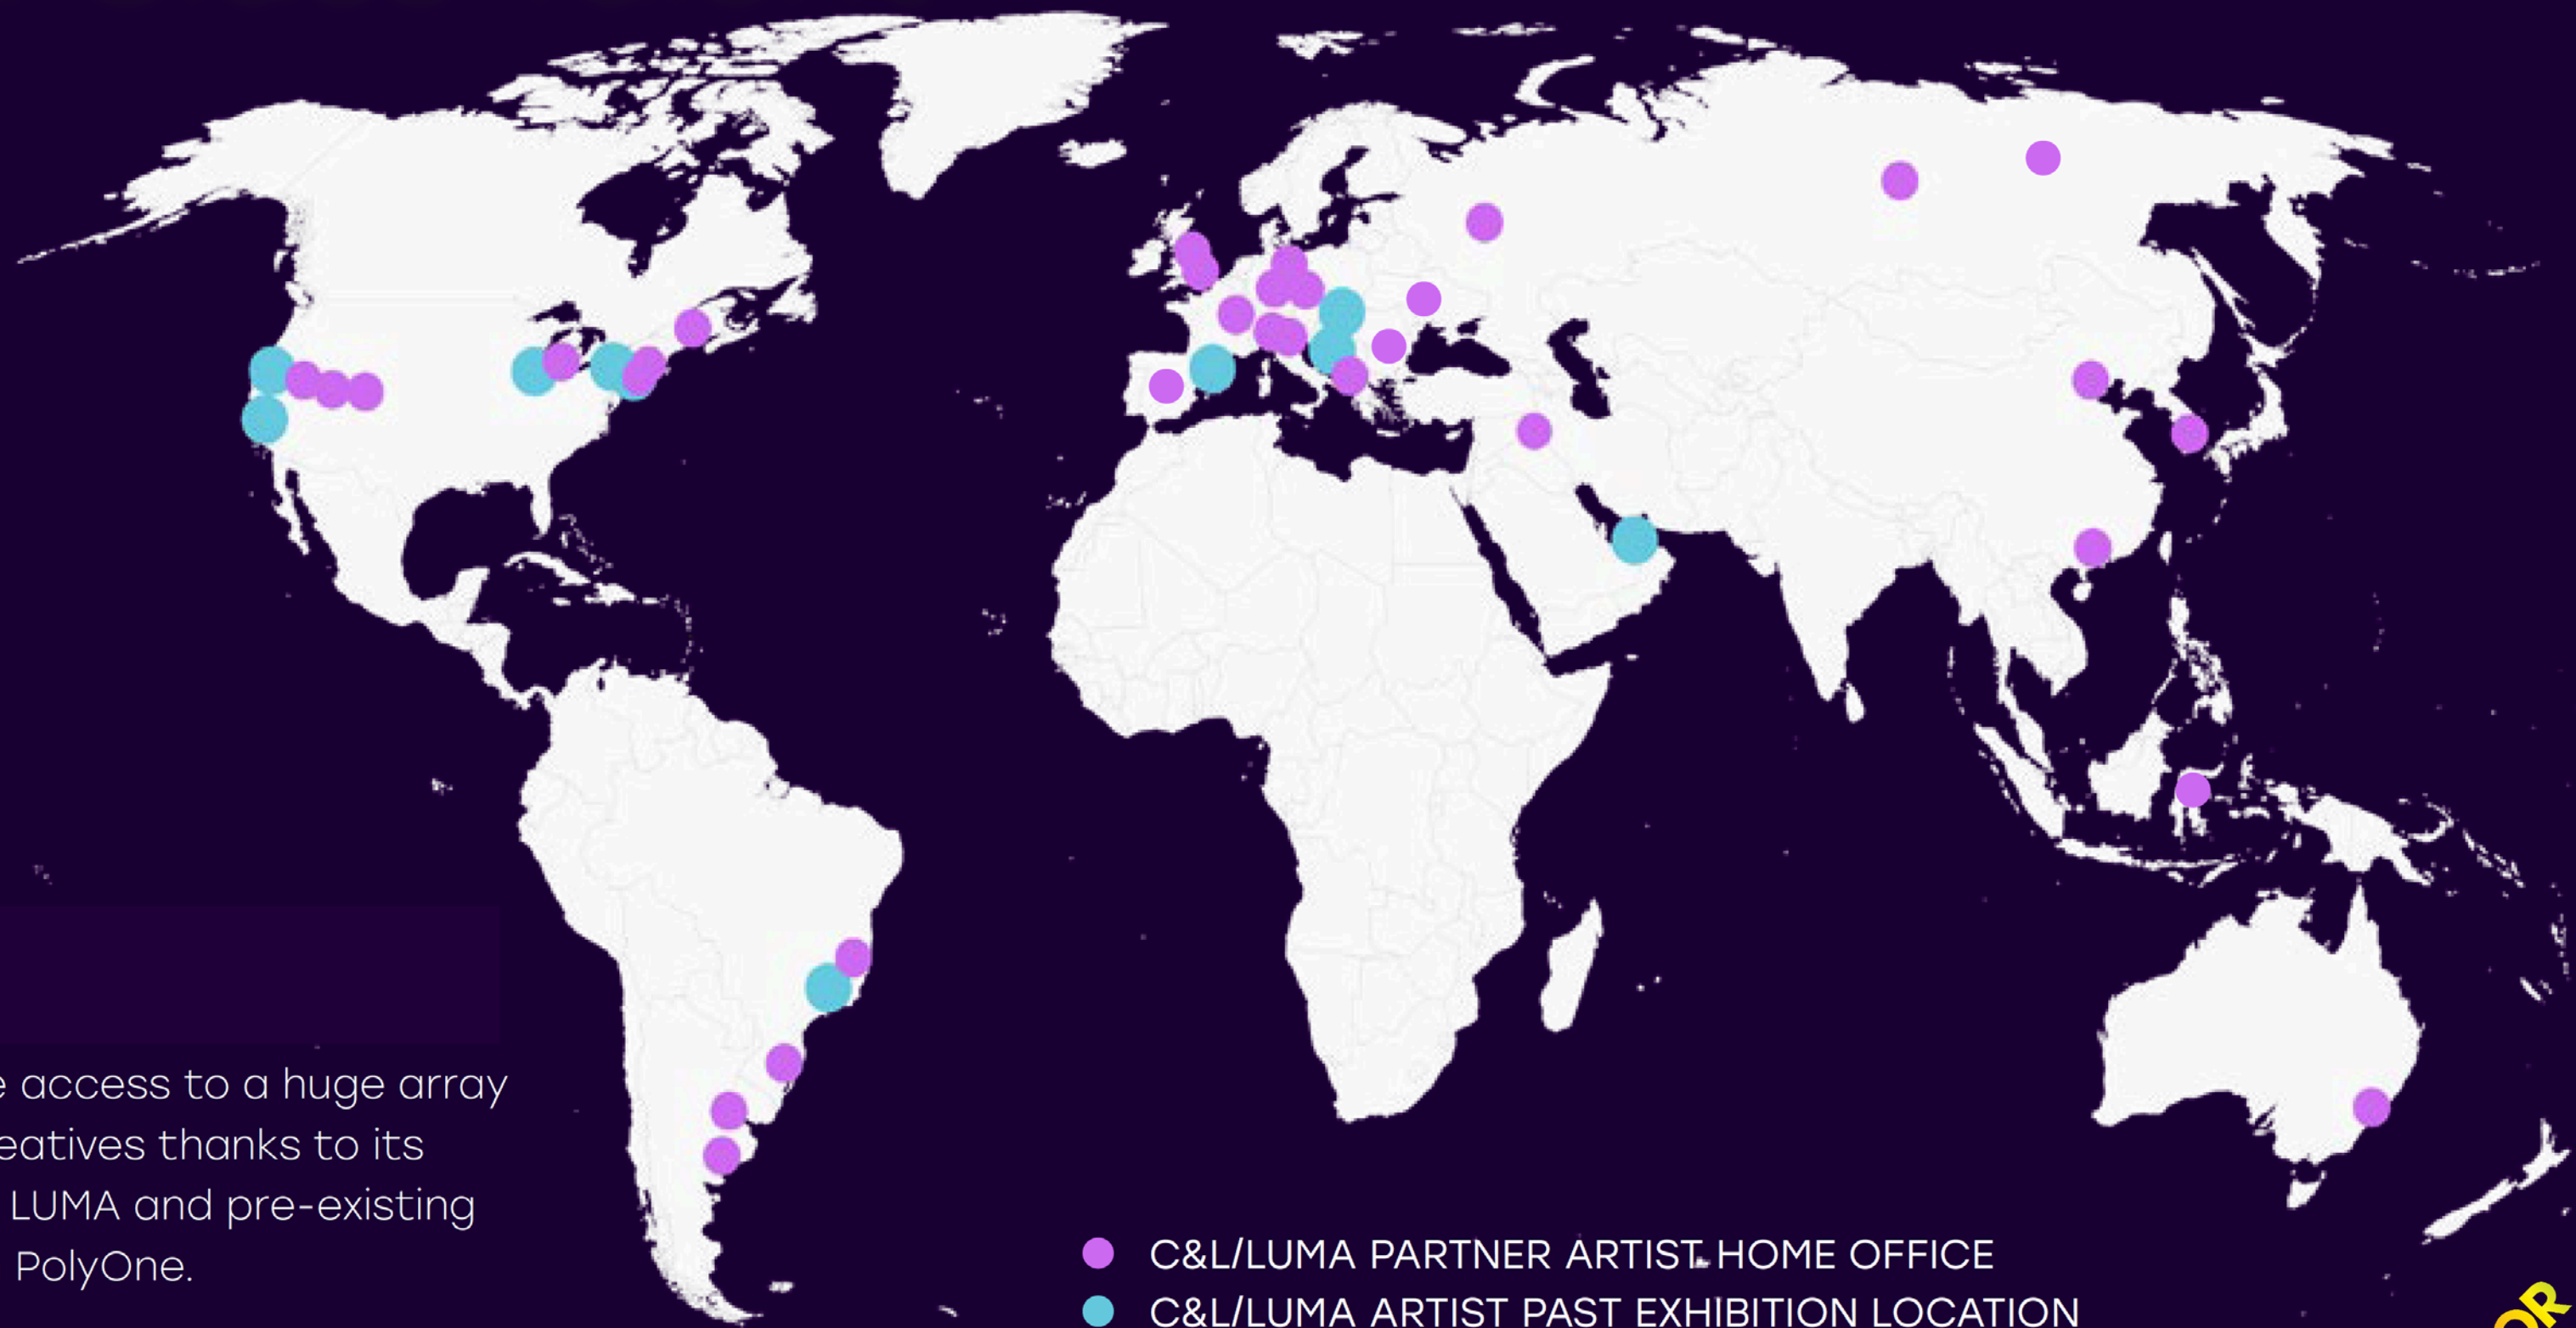 access to a huge array
eatives thanks to its
LUMA and pre-existing
PolyOne.
C&L/LUMA PARTNER ARTIST HOME OFFICE
C&L/LUMA ARTIST PAST EXHIBITION LOCATION
OR